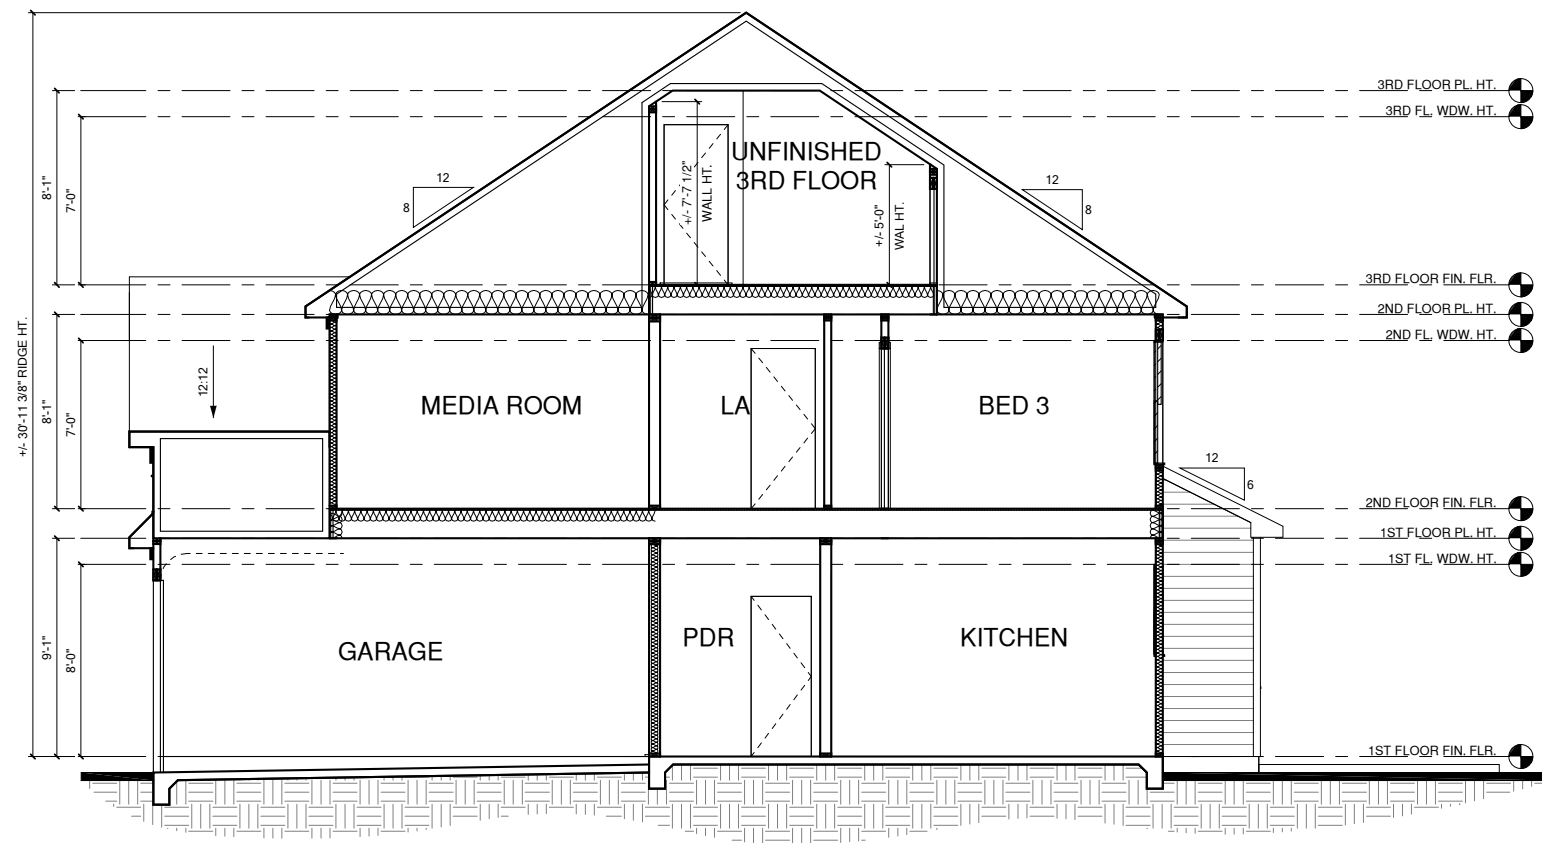 3RD FLOOR PL. HT.
3RD FL. WDW. HT.
UNFINISHED
3RD FLOOR
12
8
12
8
8'-1"
7'-0"
+/- 7'-7 1/2"
WALL HT.
+/- 5'-0"
WAL HT.
3RD FLOOR FIN. FLR.
2ND FLOOR PL. HT.
2ND FL. WDW. HT.
+/- 30'-11 3/8" RIDGE HT.
8'-1"
7'-0"
12:12
MEDIA ROOM
LA
BED 3
12
6
2ND FLOOR FIN. FLR.
1ST FLOOR PL. HT.
1ST FL. WDW. HT.
9'-1"
8'-0"
GARAGE
PDR
KITCHEN
1ST FLOOR FIN. FLR.